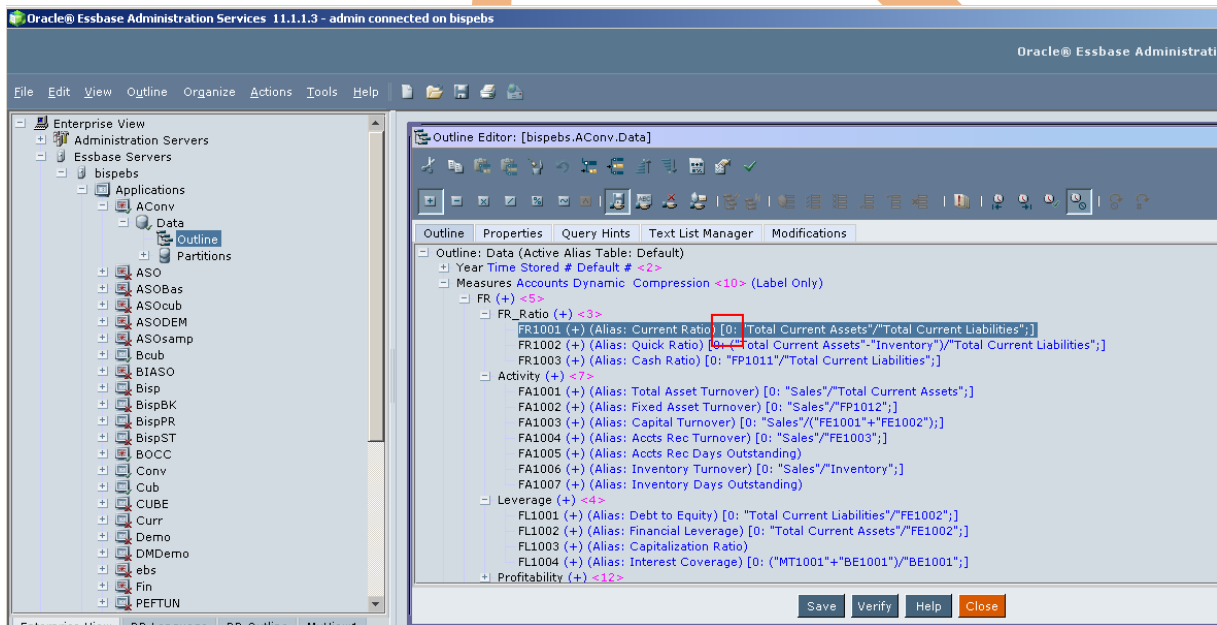 Oracle® Essbase Administration Services 11.1.1.3 - admin connected on bispebs
Oracle® Essbase Administrati
File Edit View Outline Organize Actions Tools Help
Enterprise View
Administration Servers
Essbase Servers
bispebs
Applications
AConv
Data
Outline
Partitions
ASO
ASOBas
ASOcub
ASODEM
ASOsamp
Bcub
BIASO
Bisp
BispBK
BispPR
BispST
BOCC
Conv
Cub
CUBE
Curr
Demo
DMDemo
ebs
Fin
PEFTUN
Outline Editor: [bispebs.AConv.Data]
Outline Properties Query Hints Text List Manager Modifications
Outline: Data (Active Alias Table: Default)
Year Time Stored # Default # <2>
Measures Accounts Dynamic Compression <10> (Label Only)
FR (+) <5>
FR_Ratio (+) <3>
FR1001 (+) (Alias: Current Ratio) [0: "Total Current Assets"/"Total Current Liabilities";]
FR1002 (+) (Alias: Quick Ratio) [0: ("Total Current Assets"-"Inventory")/"Total Current Liabilities";]
FR1003 (+) (Alias: Cash Ratio) [0: "FP1011"/"Total Current Liabilities";]
Activity (+) <7>
FA1001 (+) (Alias: Total Asset Turnover) [0: "Sales"/"Total Current Assets";]
FA1002 (+) (Alias: Fixed Asset Turnover) [0: "Sales"/"FP1012";]
FA1003 (+) (Alias: Capital Turnover) [0: "Sales"/("FE1001"+"FE1002");]
FA1004 (+) (Alias: Accts Rec Turnover) [0: "Sales"/"FE1003";]
FA1005 (+) (Alias: Accts Rec Days Outstanding)
FA1006 (+) (Alias: Inventory Turnover) [0: "Sales"/"Inventory";]
FA1007 (+) (Alias: Inventory Days Outstanding)
Leverage (+) <4>
FL1001 (+) (Alias: Debt to Equity) [0: "Total Current Liabilities"/"FE1002";]
FL1002 (+) (Alias: Financial Leverage) [0: "Total Current Assets"/"FE1002";]
FL1003 (+) (Alias: Capitalization Ratio)
FL1004 (+) (Alias: Interest Coverage) [0: ("MT1001"+"BE1001")/"BE1001";]
Profitability (+) <12>
Save Verify Help Close